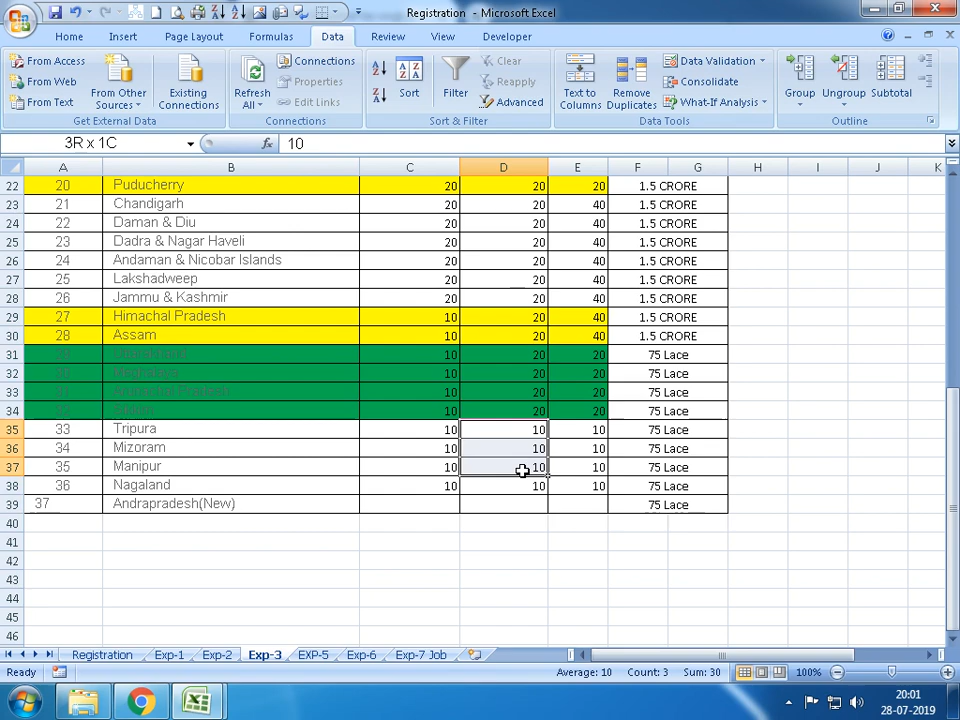 Registration - Microsoft Excel
Home Insert Page Layout Formulas Data Review View Developer
From Access
From Web
From Text
From Other Sources
Existing Connections
Get External Data
Refresh All
Connections
Properties
Edit Links
Connections
Sort
Filter
Clear
Reapply
Advanced
Sort & Filter
Text to Columns
Remove Duplicates
Data Validation
Consolidate
What-If Analysis
Data Tools
Group
Ungroup
Subtotal
Outline
3R x 1C fx 10
A B C D E F G H I J K
22 20 Puducherry 20 20 20 1.5 CRORE
23 21 Chandigarh 20 20 40 1.5 CRORE
24 22 Daman & Diu 20 20 40 1.5 CRORE
25 23 Dadra & Nagar Haveli 20 20 40 1.5 CRORE
26 24 Andaman & Nicobar Islands 20 20 40 1.5 CRORE
27 25 Lakshadweep 20 20 40 1.5 CRORE
28 26 Jammu & Kashmir 20 20 40 1.5 CRORE
29 27 Himachal Pradesh 10 20 40 1.5 CRORE
30 28 Assam 10 20 40 1.5 CRORE
31 10 20 20 75 Lace
32 Meghalaya 10 20 20 75 Lace
33 Arunachal Pradesh 10 20 20 75 Lace
34 10 20 20 75 Lace
35 33 Tripura 10 10 10 75 Lace
36 34 Mizoram 10 10 10 75 Lace
37 35 Manipur 10 10 10 75 Lace
38 36 Nagaland 10 10 10 75 Lace
39 37 Andrapradesh(New) 75 Lace
40
41
42
43
44
45
46
Registration Exp-1 Exp-2 Exp-3 EXP-5 Exp-6 Exp-7 Job
Ready Average: 10 Count: 3 Sum: 30 100%
20:01
28-07-2019